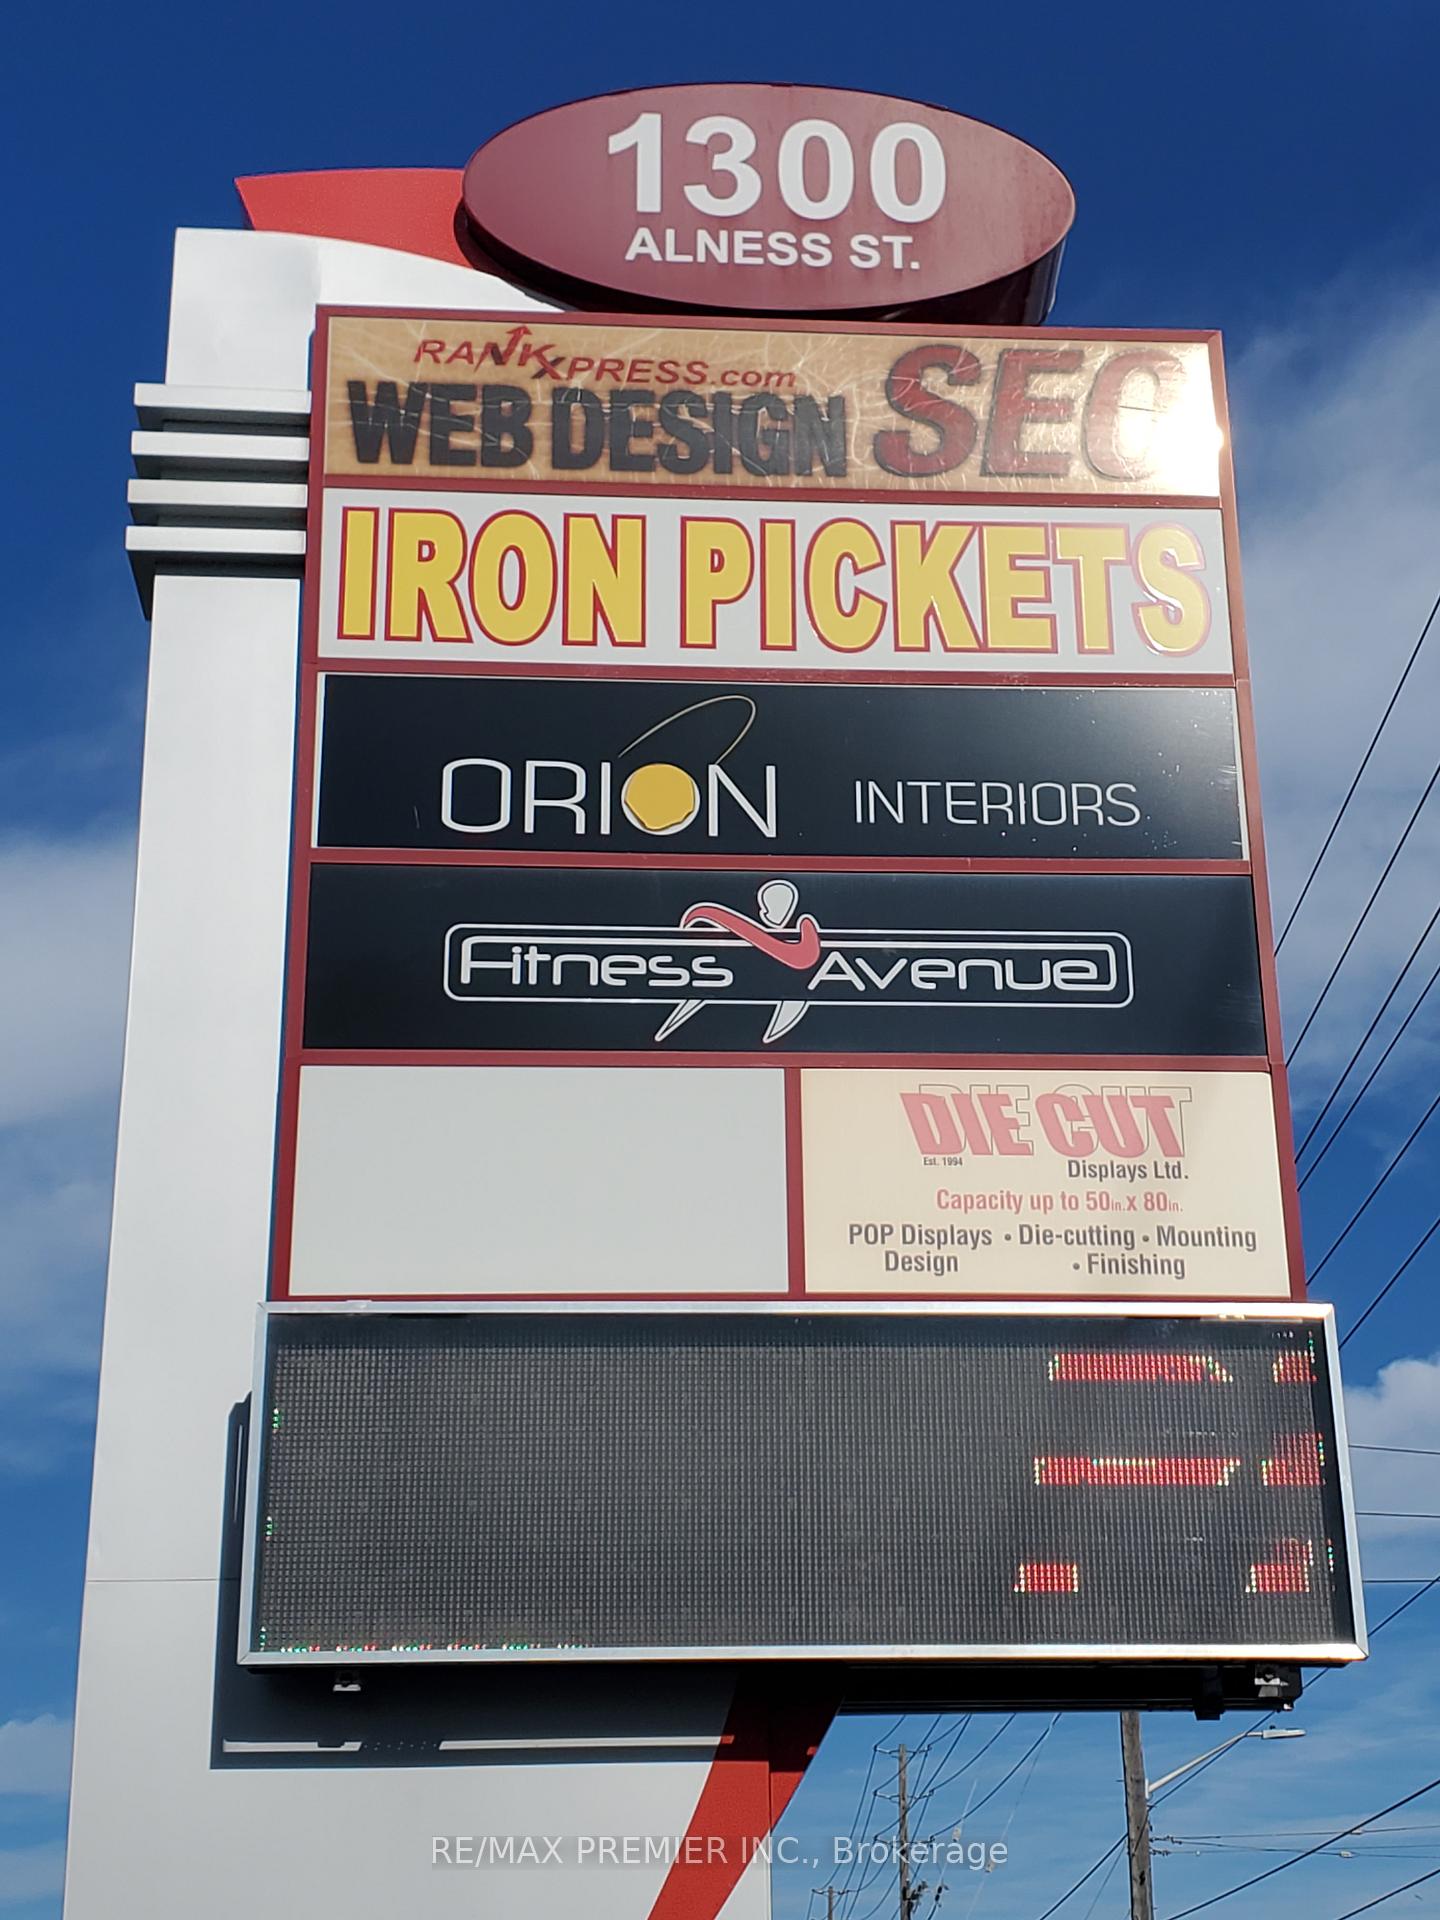 1300
ALNESS ST.
RANKXPRESS.com
WEB DESIGN SEO
IRON PICKETS
ORION INTERIORS
Fitness Avenue
DIE CUT
Est. 1994
Displays Ltd.
Capacity up to 50in.x 80in.
POP Displays • Die-cutting • Mounting
Design • Finishing
RE/MAX PREMIER INC., Brokerage